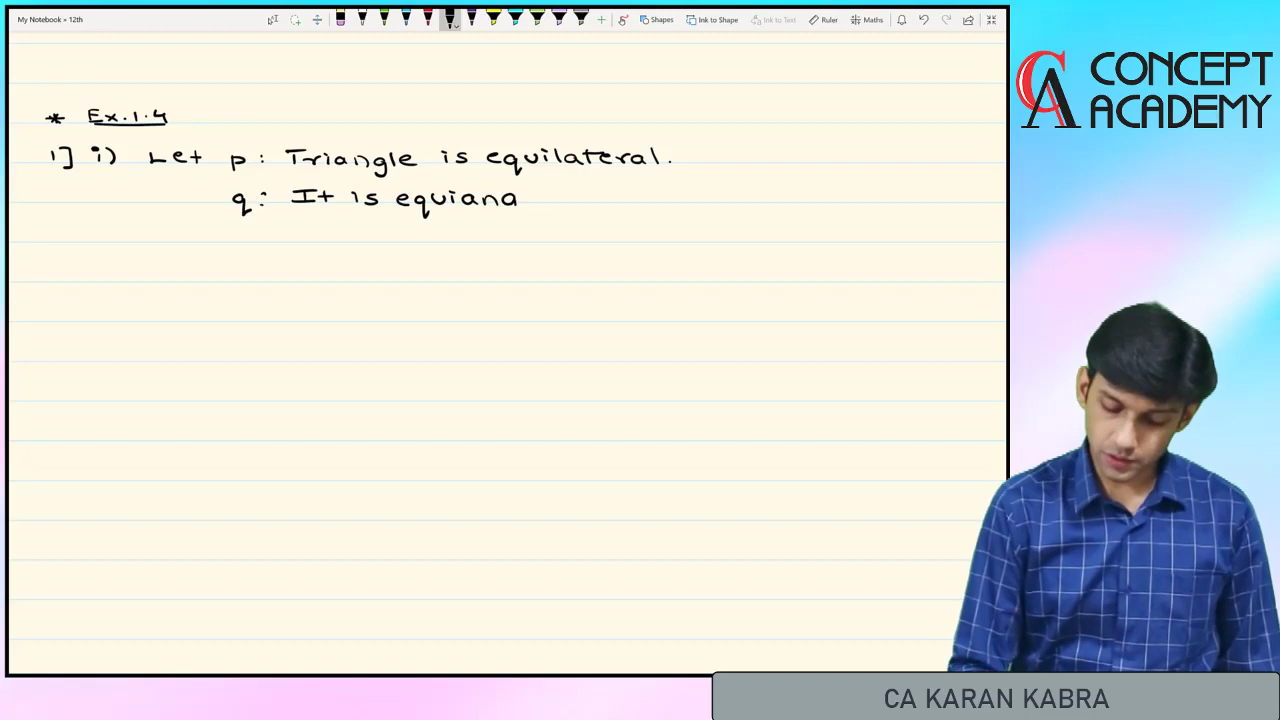 My Notebook > 12th
Shapes
Ink to Shape
Ink to Text
Ruler
Maths
CONCEPT
ACADEMY
* Ex.1.4
1] i) Let p: Triangle is equilateral.
q: It is equiana
CA KARAN KABRA